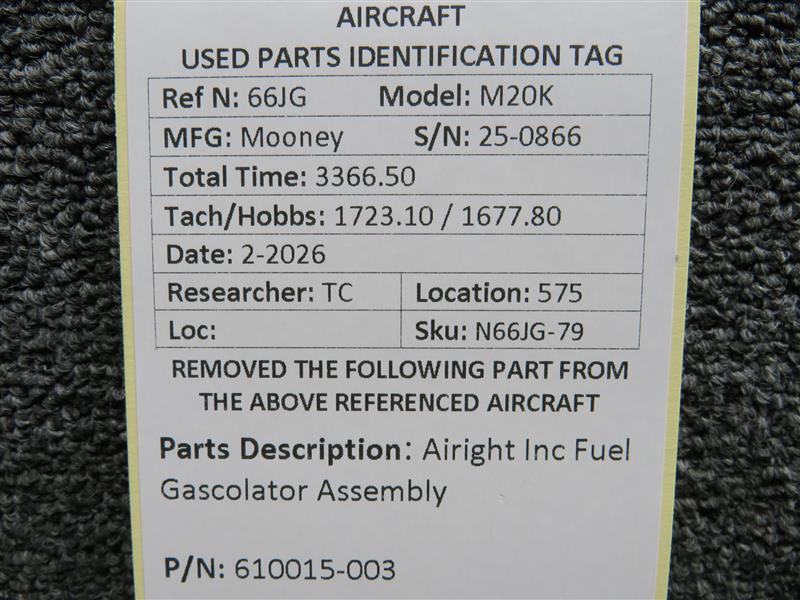 AIRCRAFT
USED PARTS IDENTIFICATION TAG
Ref N: 66JG Model: M20K
MFG: Mooney S/N: 25-0866
Total Time: 3366.50
Tach/Hobbs: 1723.10 / 1677.80
Date: 2-2026
Researcher: TC Location: 575
Loc: Sku: N66JG-79
REMOVED THE FOLLOWING PART FROM
THE ABOVE REFERENCED AIRCRAFT
Parts Description: Airight Inc Fuel
Gascolator Assembly
P/N: 610015-003